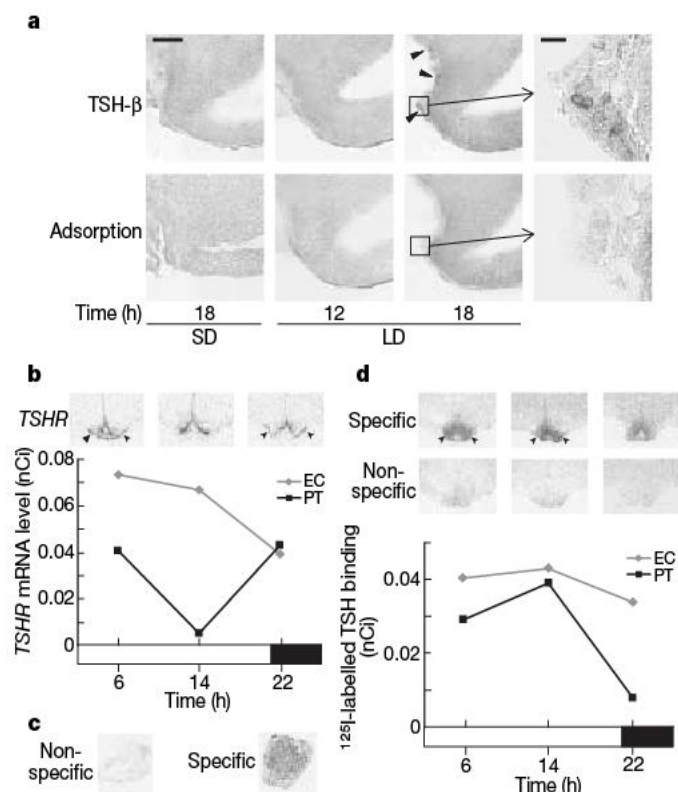 a
TSH-β
Adsorption
Time (h) 18 12 18
SD LD
b
TSHR
TSHR mRNA level (nCi)
0.08
0.06
0.04
0.02
0
EC
PT
6 14 22
Time (h)
c
Non-
specific
Specific
d
Specific
Non-
specific
¹²⁵I-labelled TSH binding
(nCi)
0.04
0.02
0
EC
PT
6 14 22
Time (h)